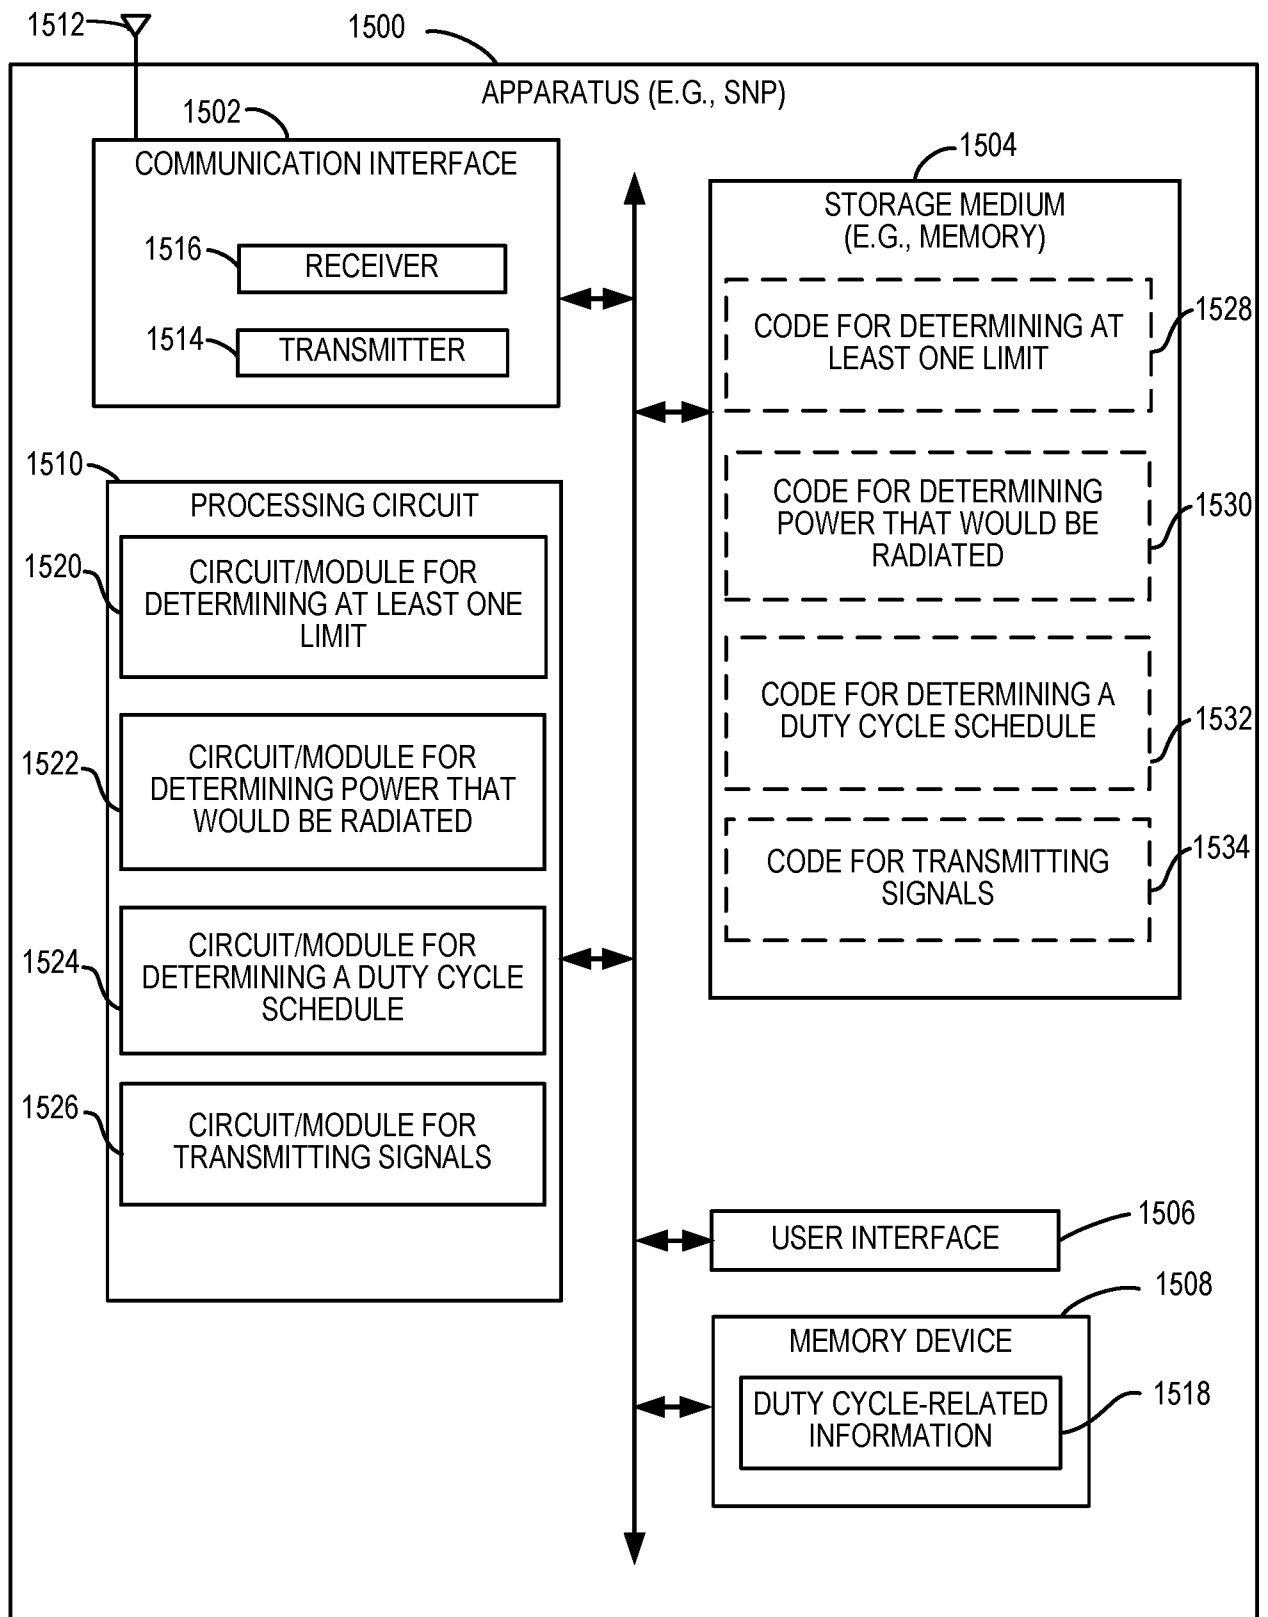 1512
1500
APPARATUS (E.G., SNP)
1502
COMMUNICATION INTERFACE
1516
RECEIVER
1514
TRANSMITTER
1504
STORAGE MEDIUM
(E.G., MEMORY)
CODE FOR DETERMINING AT
LEAST ONE LIMIT
1528
CODE FOR DETERMINING
POWER THAT WOULD BE
RADIATED
1530
CODE FOR DETERMINING A
DUTY CYCLE SCHEDULE
1532
CODE FOR TRANSMITTING
SIGNALS
1534
1510
PROCESSING CIRCUIT
1520
CIRCUIT/MODULE FOR
DETERMINING AT LEAST ONE
LIMIT
1522
CIRCUIT/MODULE FOR
DETERMINING POWER THAT
WOULD BE RADIATED
1524
CIRCUIT/MODULE FOR
DETERMINING A DUTY CYCLE
SCHEDULE
1526
CIRCUIT/MODULE FOR
TRANSMITTING SIGNALS
USER INTERFACE
1506
1508
MEMORY DEVICE
DUTY CYCLE-RELATED
INFORMATION
1518